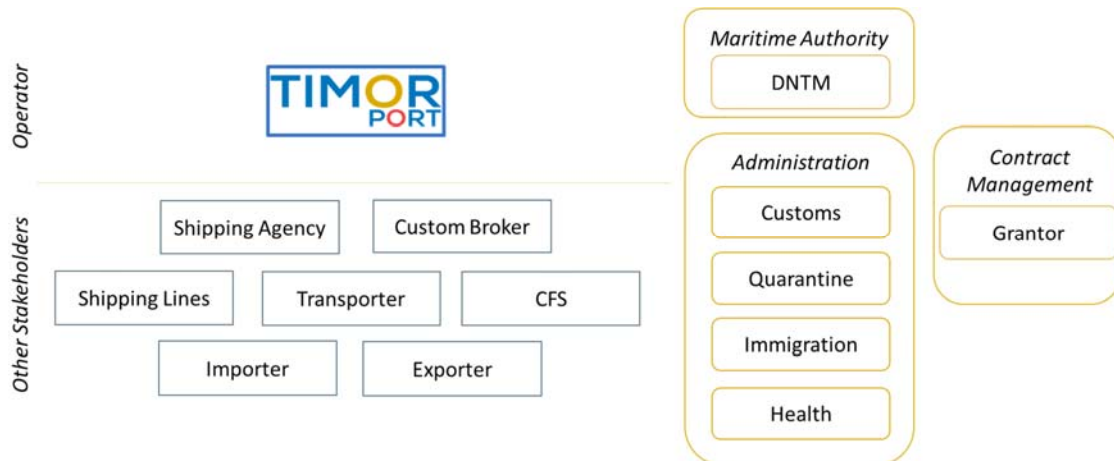 Operator
TIMOR
PORT
Maritime Authority
DNTM
Administration
Customs
Quarantine
Immigration
Health
Contract
Management
Grantor
Other Stakeholders
Shipping Agency
Custom Broker
Shipping Lines
Transporter
CFS
Importer
Exporter